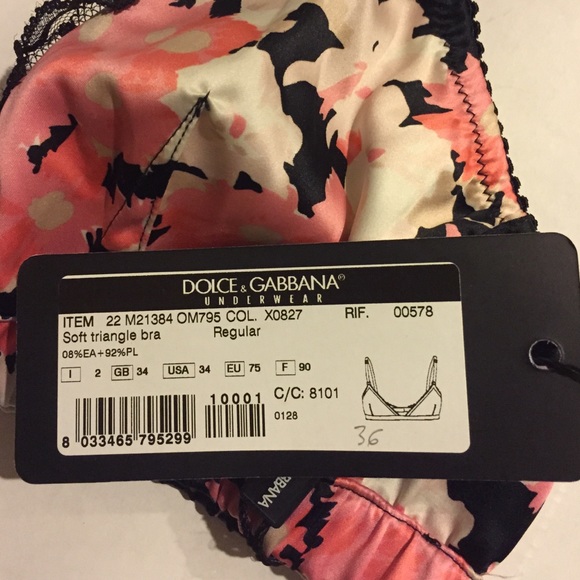 DOLCE & GABBANA®
UNDERWEAR
ITEM 22 M21384 OM795 COL. X0827 RIF. 00578
Soft triangle bra Regular
08%EA+92%PL
I 2 GB 34 USA 34 EU 75 F 90
10001 C/C: 8101
0128
8 033465 795299
36
BBANA